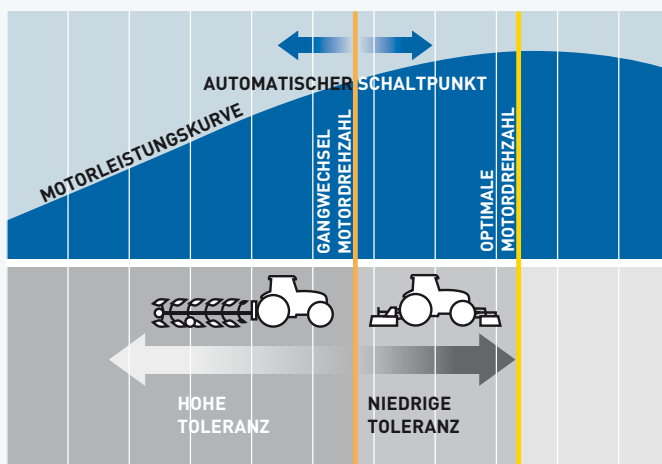 AUTOMATISCHER SCHALTPUNKT
MOTORLEISTUNGSKURVE
GANGWECHSEL
MOTORDREHZAHL
OPTIMALE
MOTORDREHZAHL
HOHE
TOLERANZ
NIEDRIGE
TOLERANZ